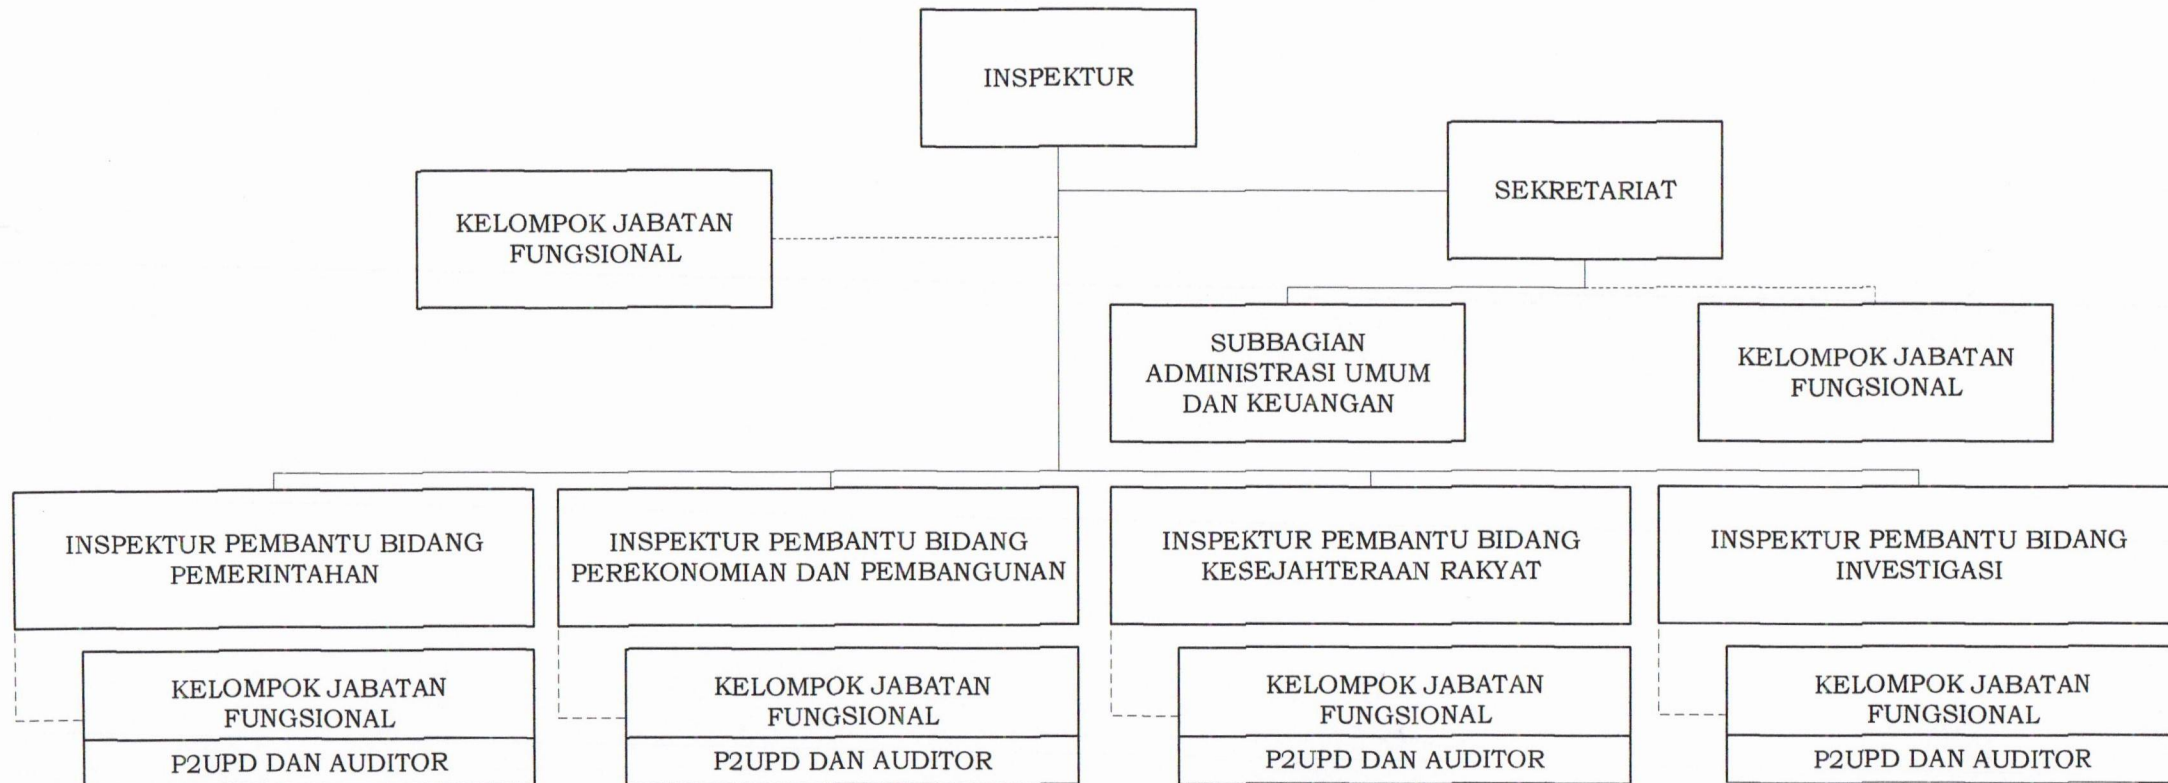 INSPEKTUR
SEKRETARIAT
KELOMPOK JABATAN
FUNGSIONAL
SUBBAGIAN
ADMINISTRASI UMUM
DAN KEUANGAN
KELOMPOK JABATAN
FUNGSIONAL
INSPEKTUR PEMBANTU BIDANG
PEMERINTAHAN
INSPEKTUR PEMBANTU BIDANG
PEREKONOMIAN DAN PEMBANGUNAN
INSPEKTUR PEMBANTU BIDANG
KESEJAHTERAAN RAKYAT
INSPEKTUR PEMBANTU BIDANG
INVESTIGASI
KELOMPOK JABATAN
FUNGSIONAL
P2UPD DAN AUDITOR
KELOMPOK JABATAN
FUNGSIONAL
P2UPD DAN AUDITOR
KELOMPOK JABATAN
FUNGSIONAL
P2UPD DAN AUDITOR
KELOMPOK JABATAN
FUNGSIONAL
P2UPD DAN AUDITOR